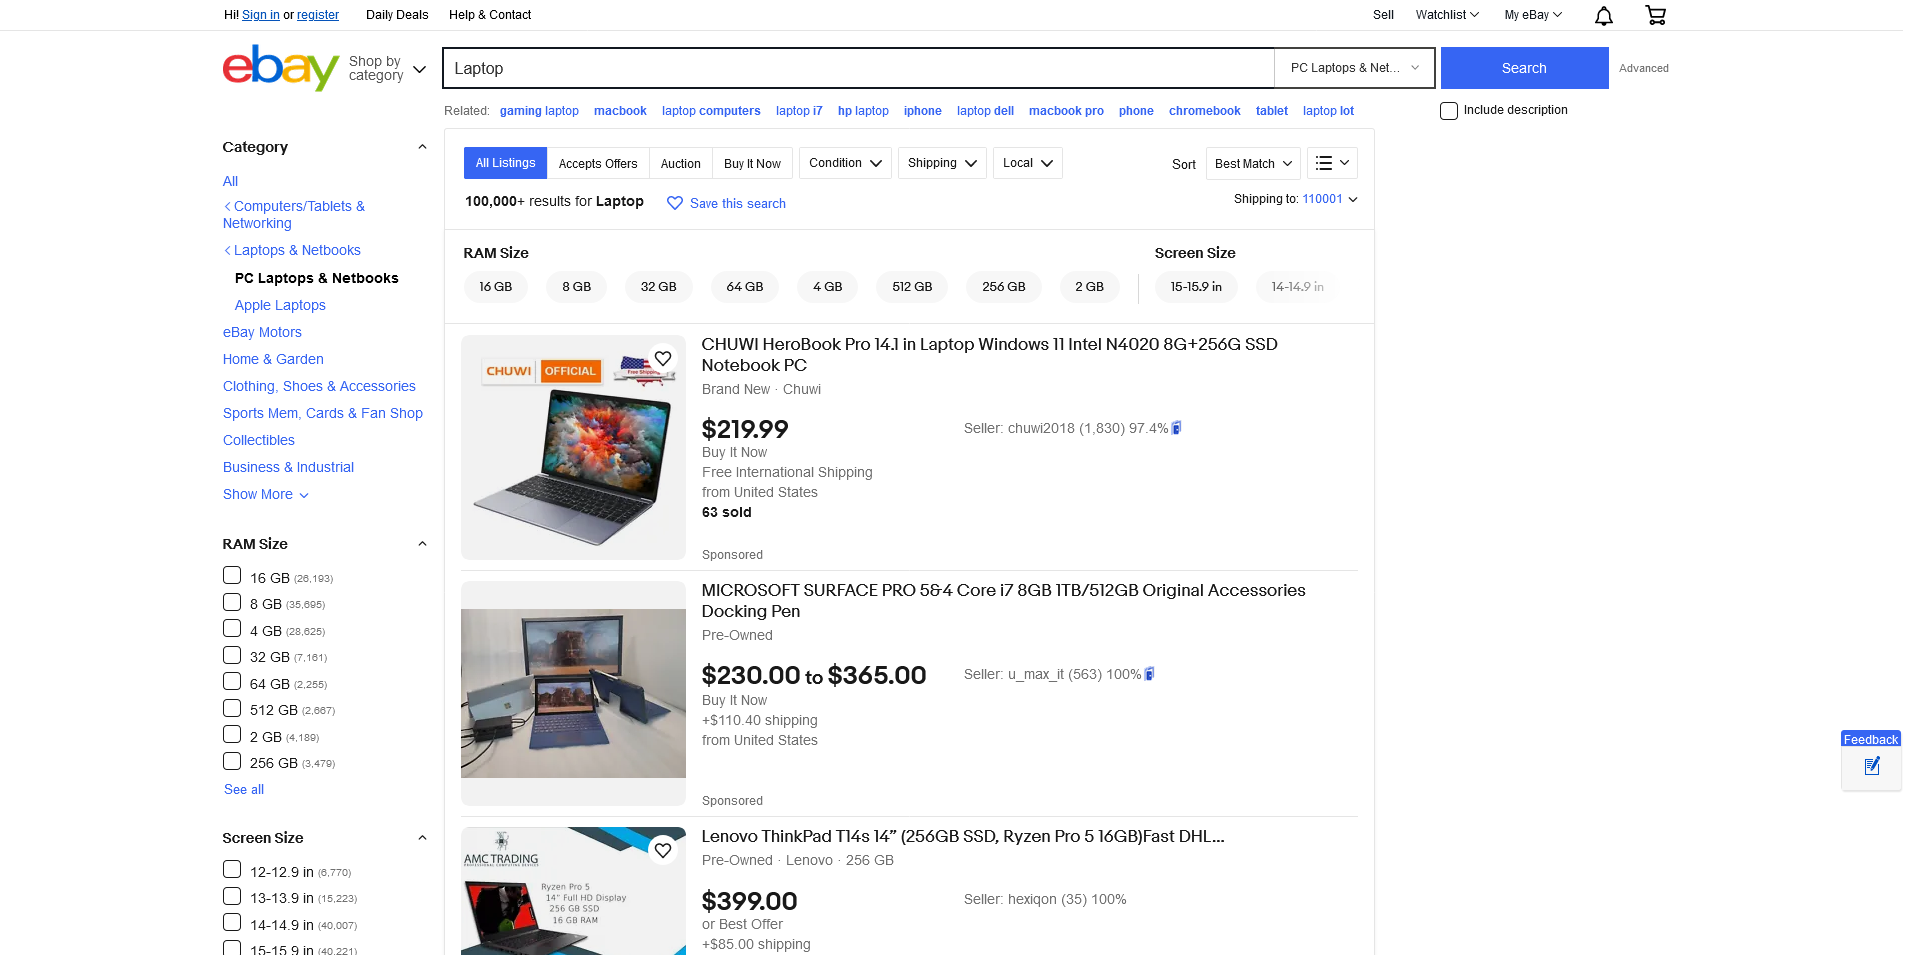 Hi! Sign in or register
Daily Deals
Help & Contact
Sell
Watchlist
My eBay
ebay
Shop by
category
Laptop
PC Laptops & Net...
Search
Advanced
Related: gaming laptop macbook laptop computers laptop i7 hp laptop iphone laptop dell macbook pro phone chromebook tablet laptop lot
Include description
Category
All
Computers/Tablets &
Networking
Laptops & Netbooks
PC Laptops & Netbooks
Apple Laptops
eBay Motors
Home & Garden
Clothing, Shoes & Accessories
Sports Mem, Cards & Fan Shop
Collectibles
Business & Industrial
Show More
RAM Size
16 GB (26,193)
8 GB (35,695)
4 GB (28,625)
32 GB (7,161)
64 GB (2,255)
512 GB (2,667)
2 GB (4,189)
256 GB (3,479)
See all
Screen Size
12-12.9 in (6,770)
13-13.9 in (15,223)
14-14.9 in (40,007)
15-15.9 in (40,221)
All Listings
Accepts Offers
Auction
Buy It Now
Condition
Shipping
Local
Sort
Best Match
100,000+ results for Laptop
Save this search
Shipping to: 110001
RAM Size
16 GB
8 GB
32 GB
64 GB
4 GB
512 GB
256 GB
2 GB
Screen Size
15-15.9 in
14-14.9 in
CHUWI OFFICIAL
Free Shipping
CHUWI HeroBook Pro 14.1 in Laptop Windows 11 Intel N4020 8G+256G SSD
Notebook PC
Brand New · Chuwi
$219.99
Buy It Now
Free International Shipping
from United States
63 sold
Seller: chuwi2018 (1,830) 97.4%
Sponsored
MICROSOFT SURFACE PRO 5&4 Core i7 8GB 1TB/512GB Original Accessories
Docking Pen
Pre-Owned
$230.00 to $365.00
Buy It Now
+$110.40 shipping
from United States
Seller: u_max_it (563) 100%
Sponsored
AMC TRADING
Ryzen Pro 5
14" Full HD Display
256 GB SSD
16 GB RAM
Lenovo ThinkPad T14s 14” (256GB SSD, Ryzen Pro 5 16GB)Fast DHL...
Pre-Owned · Lenovo · 256 GB
$399.00
or Best Offer
+$85.00 shipping
Seller: hexiqon (35) 100%
Feedback